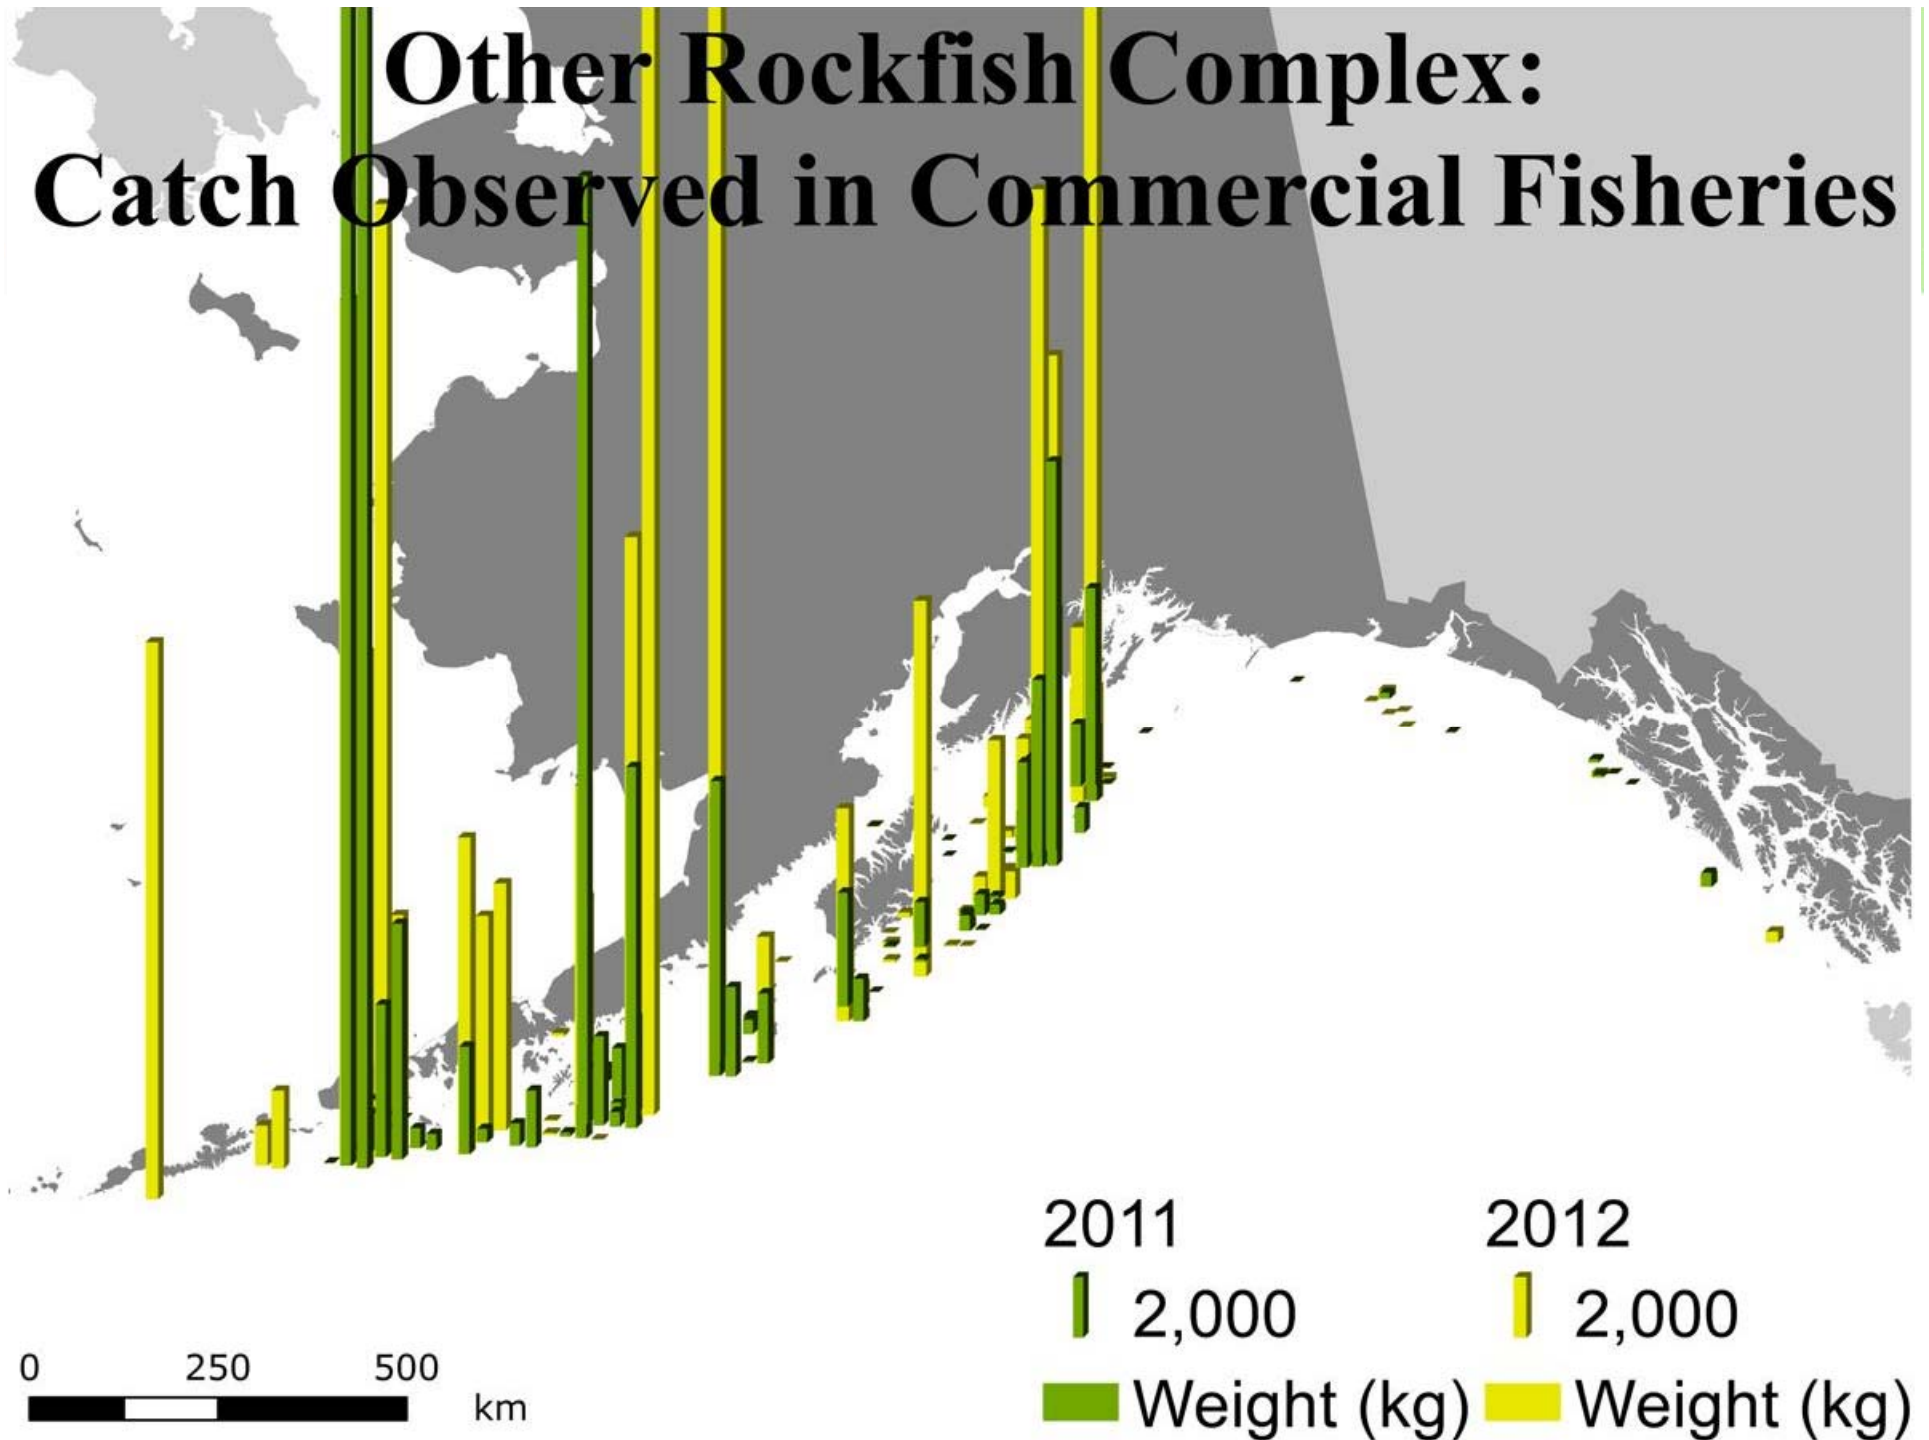 Other Rockfish Complex:
Catch Observed in Commercial Fisheries
2011 2012
2,000 2,000
Weight (kg) Weight (kg)
0 250 500
km